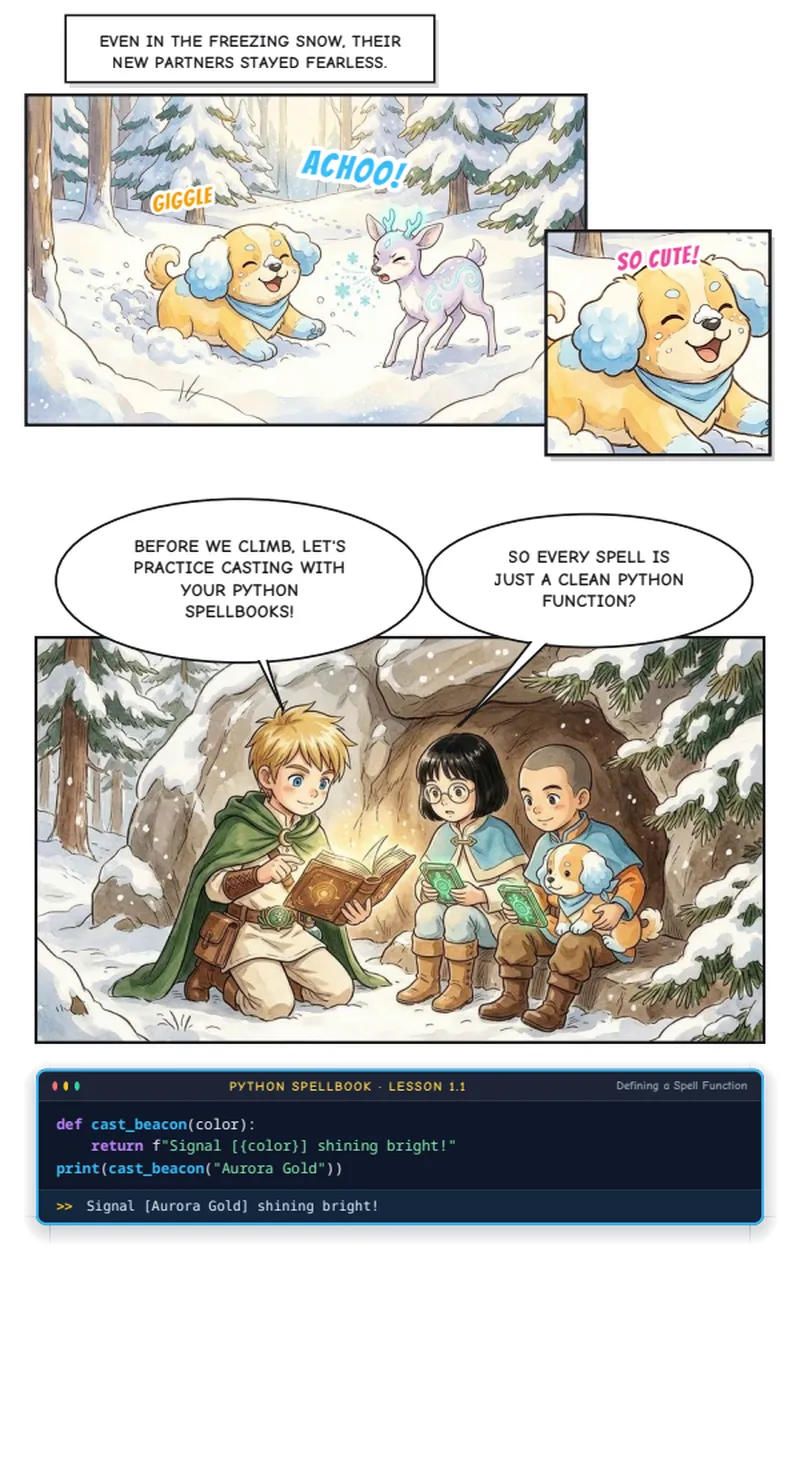 EVEN IN THE FREEZING SNOW, THEIR
NEW PARTNERS STAYED FEARLESS.
GIGGLE
ACHOO!
SO CUTE!
BEFORE WE CLIMB, LET'S
PRACTICE CASTING WITH
YOUR PYTHON
SPELLBOOKS!
SO EVERY SPELL IS
JUST A CLEAN PYTHON
FUNCTION?
PYTHON SPELLBOOK · LESSON 1.1
Defining a Spell Function
def cast_beacon(color):
    return f"Signal [{color}] shining bright!"
print(cast_beacon("Aurora Gold"))
>> Signal [Aurora Gold] shining bright!